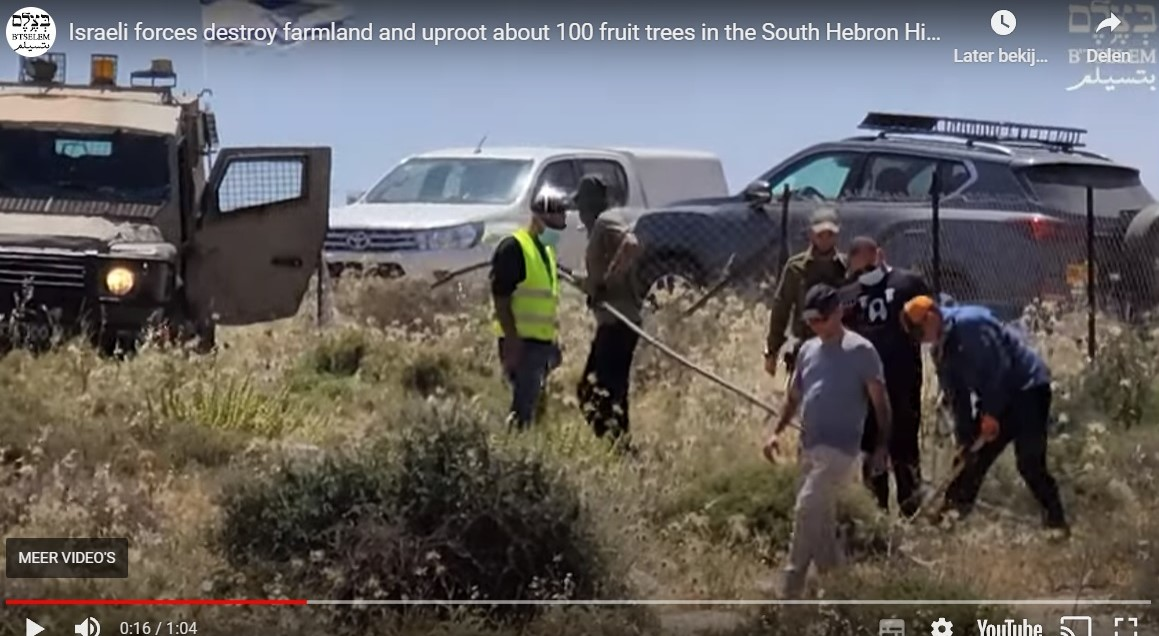 בצלם
B'TSELEM
بتسيلم
Israeli forces destroy farmland and uproot about 100 fruit trees in the South Hebron Hi...
Later bekij...
Delen
בצלם
B'TSELEM
بتسيلم
MEER VIDEO'S
0:16 / 1:04
YouTube